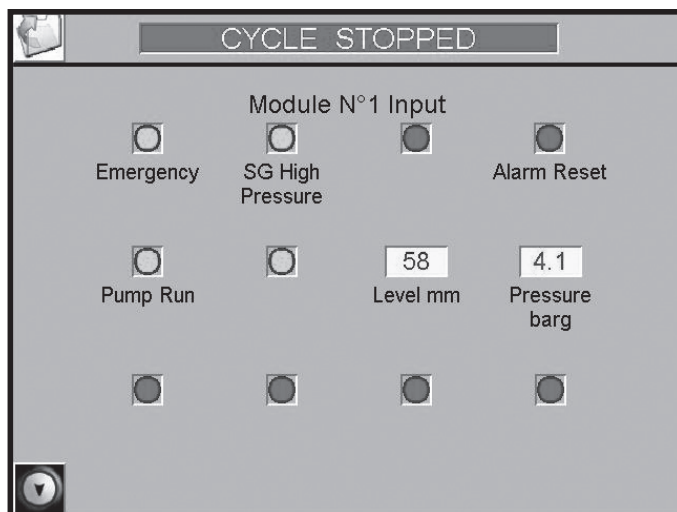 CYCLE STOPPED
Module N°1 Input
Emergency
SG High
Pressure
Alarm Reset
Pump Run
58
Level mm
4.1
Pressure
barg